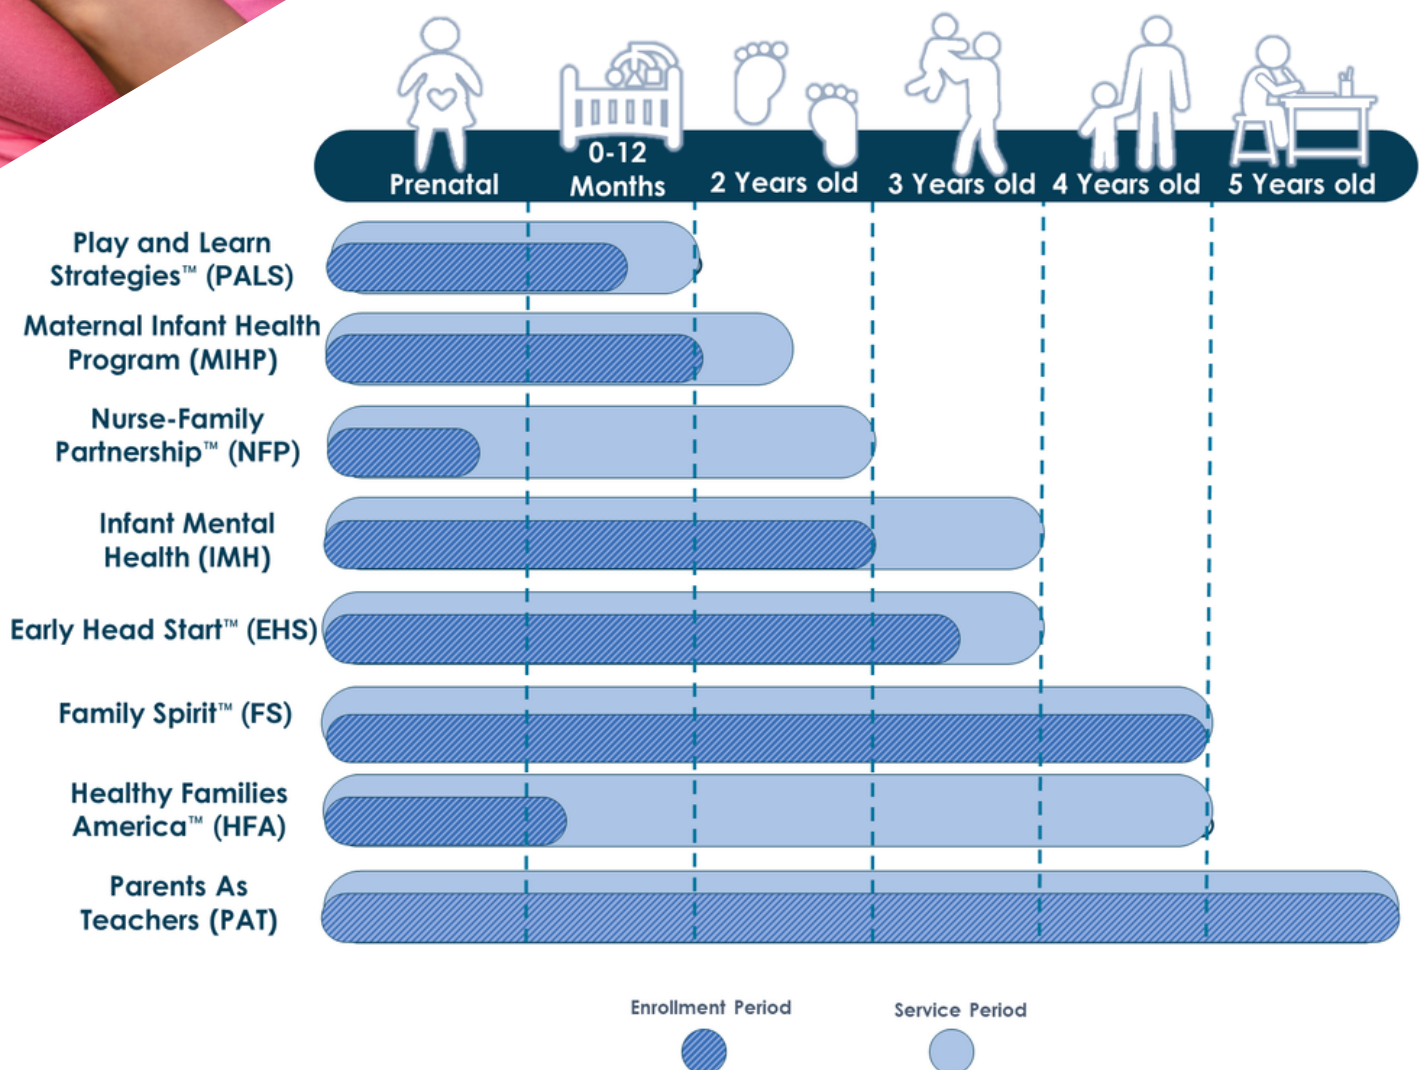 Prenatal
0-12
Months
2 Years old
3 Years old
4 Years old
5 Years old
Play and Learn
Strategies™ (PALS)
Maternal Infant Health
Program (MIHP)
Nurse-Family
Partnership™ (NFP)
Infant Mental
Health (IMH)
Early Head Start™ (EHS)
Family Spirit™ (FS)
Healthy Families
America™ (HFA)
Parents As
Teachers (PAT)
Enrollment Period
Service Period